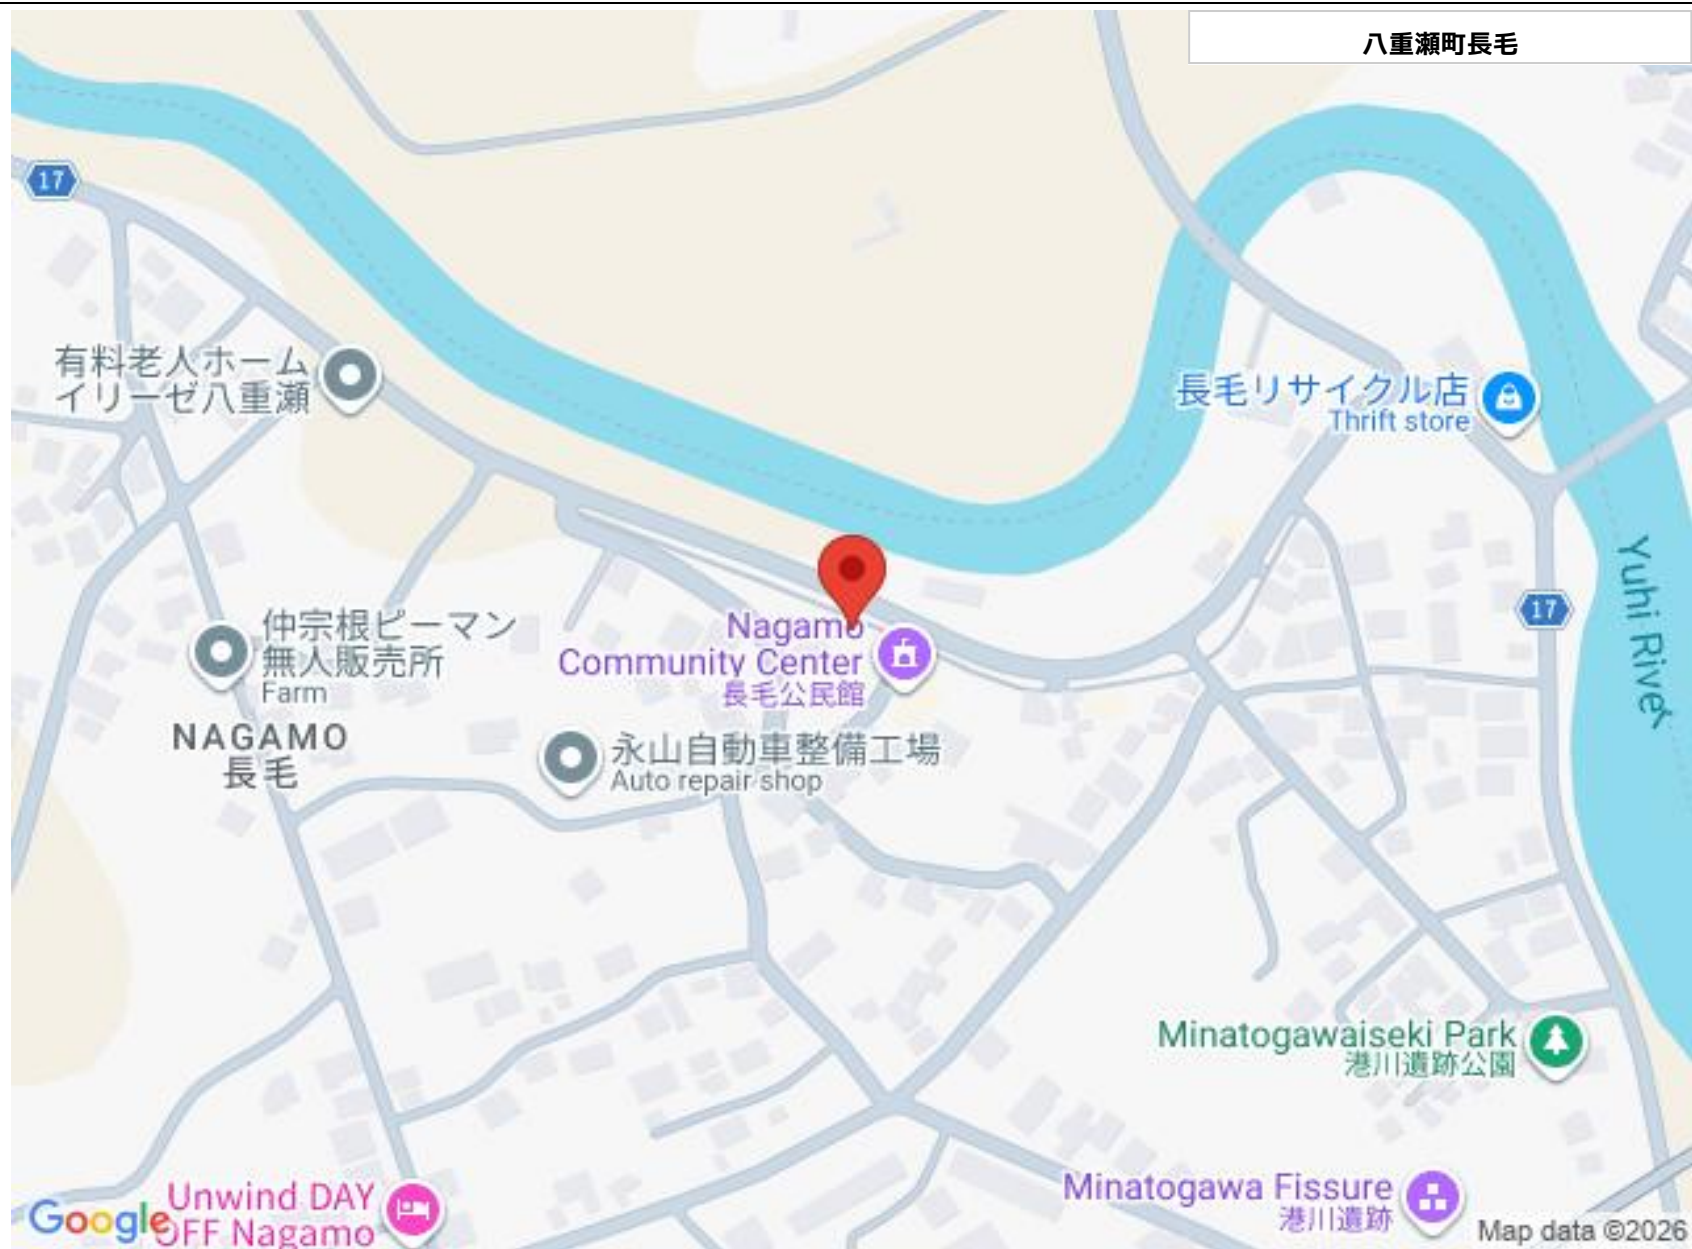 八重瀬町長毛
17
有料老人ホーム
イリーゼ八重瀬
長毛リサイクル店
Thrift store
仲宗根ピーマン
無人販売所
Farm
Nagamo
Community Center
長毛公民館
17
Yuhi River
NAGAMO
長毛
永山自動車整備工場
Auto repair shop
Minatogawaiseki Park
港川遺跡公園
Unwind DAY
OFF Nagamo
Minatogawa Fissure
港川遺跡
Google
Map data ©2026